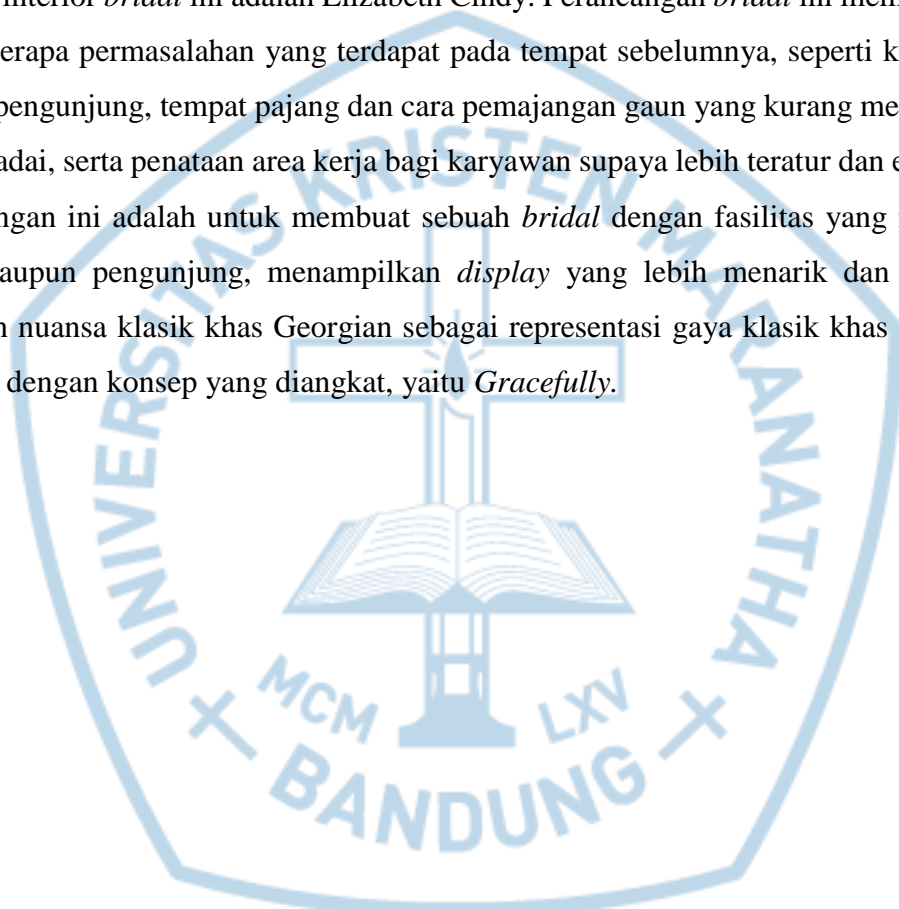 interior bridal ini adalah Elizabeth Cindy. Perancangan bridal ini
erapa permasalahan yang terdapat pada tempat sebelumnya, seperti k
pengunjung, tempat pajang dan cara pemajangan gaun yang kurang me
adai, serta penataan area kerja bagi karyawan supaya lebih teratur dan e
ngan ini adalah untuk membuat sebuah bridal dengan fasilitas yang
aupun pengunjung, menampilkan display yang lebih menarik dan
n nuansa klasik khas Georgian sebagai representasi gaya klasik khas
dengan konsep yang diangkat, yaitu Gracefully.
UNIVERSITAS KRISTEN MARANATHA
MCM LXV
BANDUNG